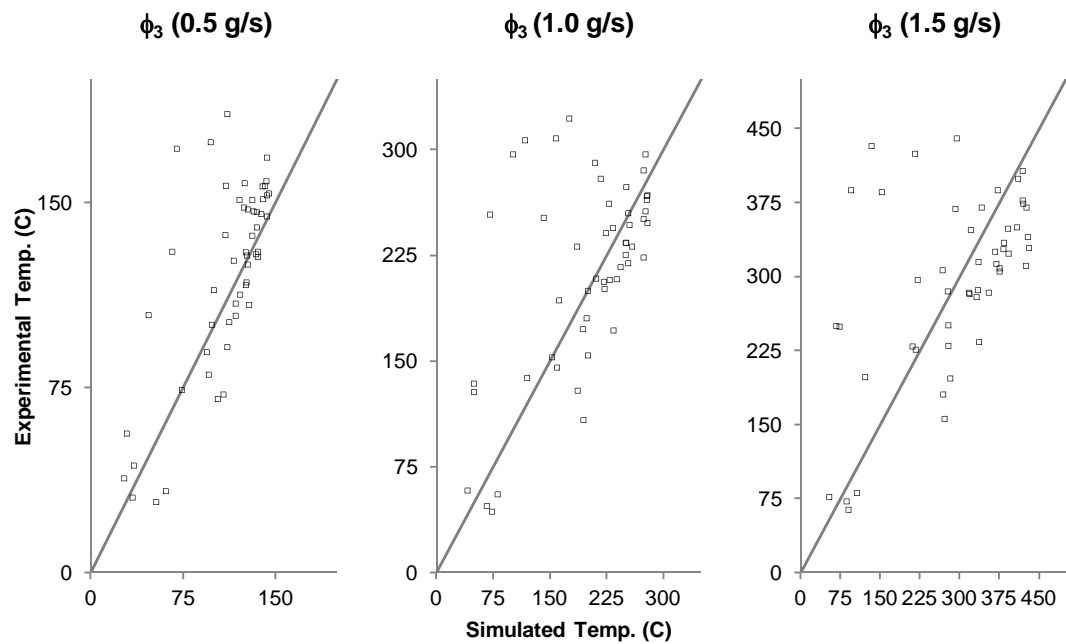 ϕ3 (0.5 g/s)
ϕ3 (1.0 g/s)
ϕ3 (1.5 g/s)
Experimental Temp. (C)
150
75
0
0 75 150
300
225
150
75
0
0 75 150 225 300
450
375
300
225
150
75
0
0 75 150 225 300 375 450
Simulated Temp. (C)